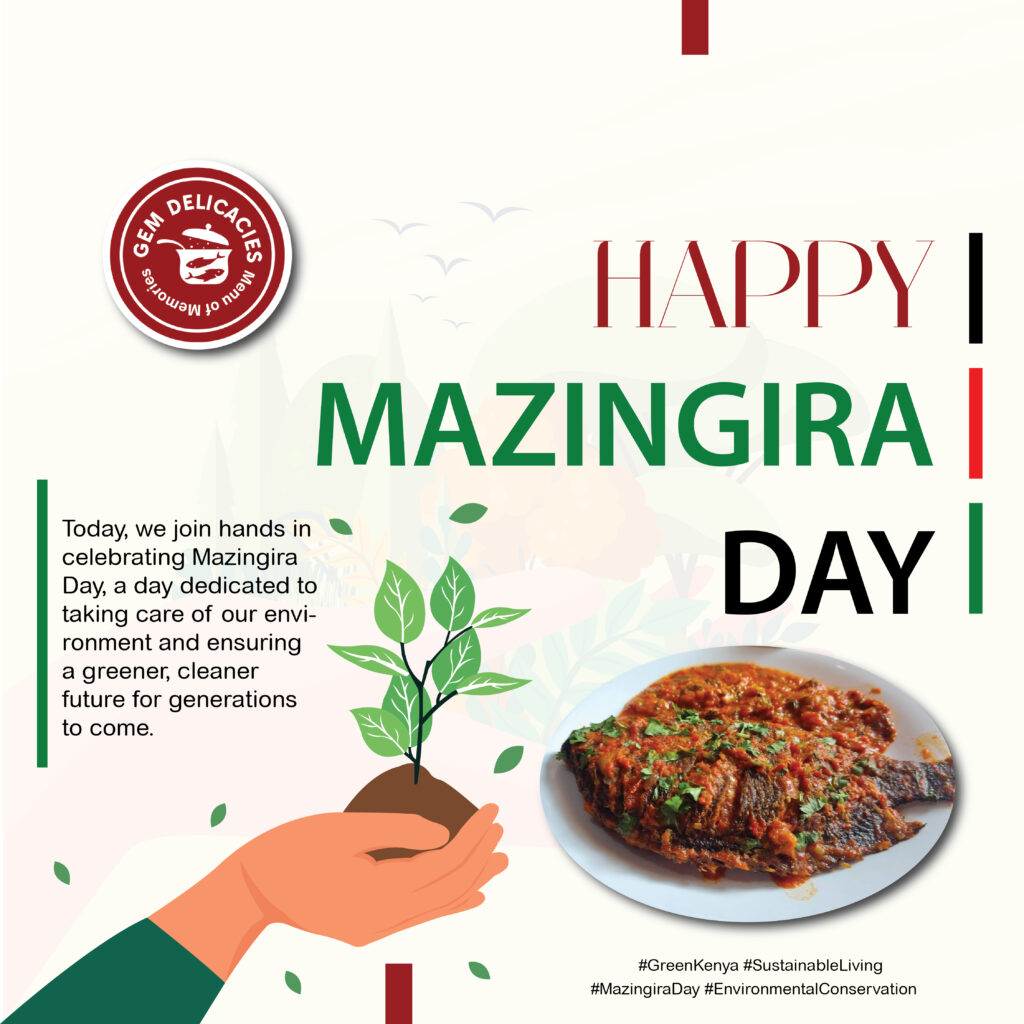 GEM DELICACIES
Menu of Memories
HAPPY
MAZINGIRA
DAY
Today, we join hands in
celebrating Mazingira
Day, a day dedicated to
taking care of our envi-
ronment and ensuring
a greener, cleaner
future for generations
to come.
#GreenKenya #SustainableLiving
#MazingiraDay #EnvironmentalConservation